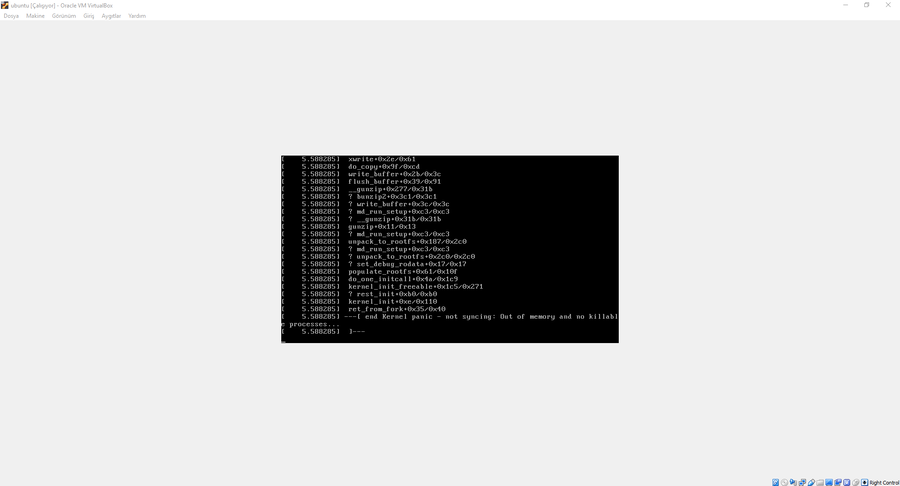 ubuntu [Çalışıyor] - Oracle VM VirtualBox
Dosya Makine Görünüm Giriş Aygıtlar Yardım
[ 5.588285] xwrite+0x2e/0x61
[ 5.588285] do_copy+0x9f/0xcd
[ 5.588285] write_buffer+0x2b/0x3c
[ 5.588285] flush_buffer+0x39/0x91
[ 5.588285] __gunzip+0x277/0x31b
[ 5.588285] ? bunzip2+0x3c1/0x3c1
[ 5.588285] ? write_buffer+0x3c/0x3c
[ 5.588285] ? md_run_setup+0xc3/0xc3
[ 5.588285] ? __gunzip+0x31b/0x31b
[ 5.588285] gunzip+0x11/0x13
[ 5.588285] ? md_run_setup+0xc3/0xc3
[ 5.588285] unpack_to_rootfs+0x187/0x2c0
[ 5.588285] ? md_run_setup+0xc3/0xc3
[ 5.588285] ? unpack_to_rootfs+0x2c0/0x2c0
[ 5.588285] ? set_debug_rodata+0x17/0x17
[ 5.588285] populate_rootfs+0x61/0x10f
[ 5.588285] do_one_initcall+0x4a/0x1c9
[ 5.588285] kernel_init_freeable+0x1c5/0x271
[ 5.588285] ? rest_init+0xb0/0xb0
[ 5.588285] kernel_init+0xe/0x110
[ 5.588285] ret_from_fork+0x35/0x40
[ 5.588285] ---[ end Kernel panic - not syncing: Out of memory and no killabl
e processes...
[ 5.588285] ]---
Right Control